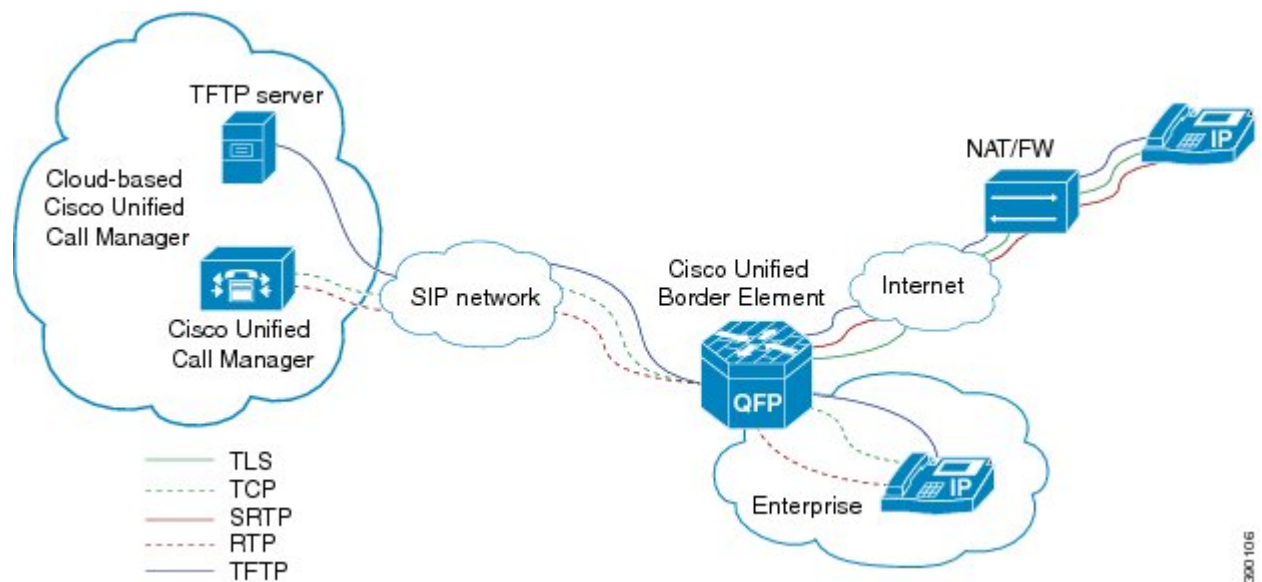 TFTP server
Cloud-based
Cisco Unified
Call Manager
Cisco Unified
Call Manager
SIP network
Cisco Unified
Border Element
QFP
Internet
NAT/FW
IP
Enterprise
IP
TLS
TCP
SRTP
RTP
TFTP
390106